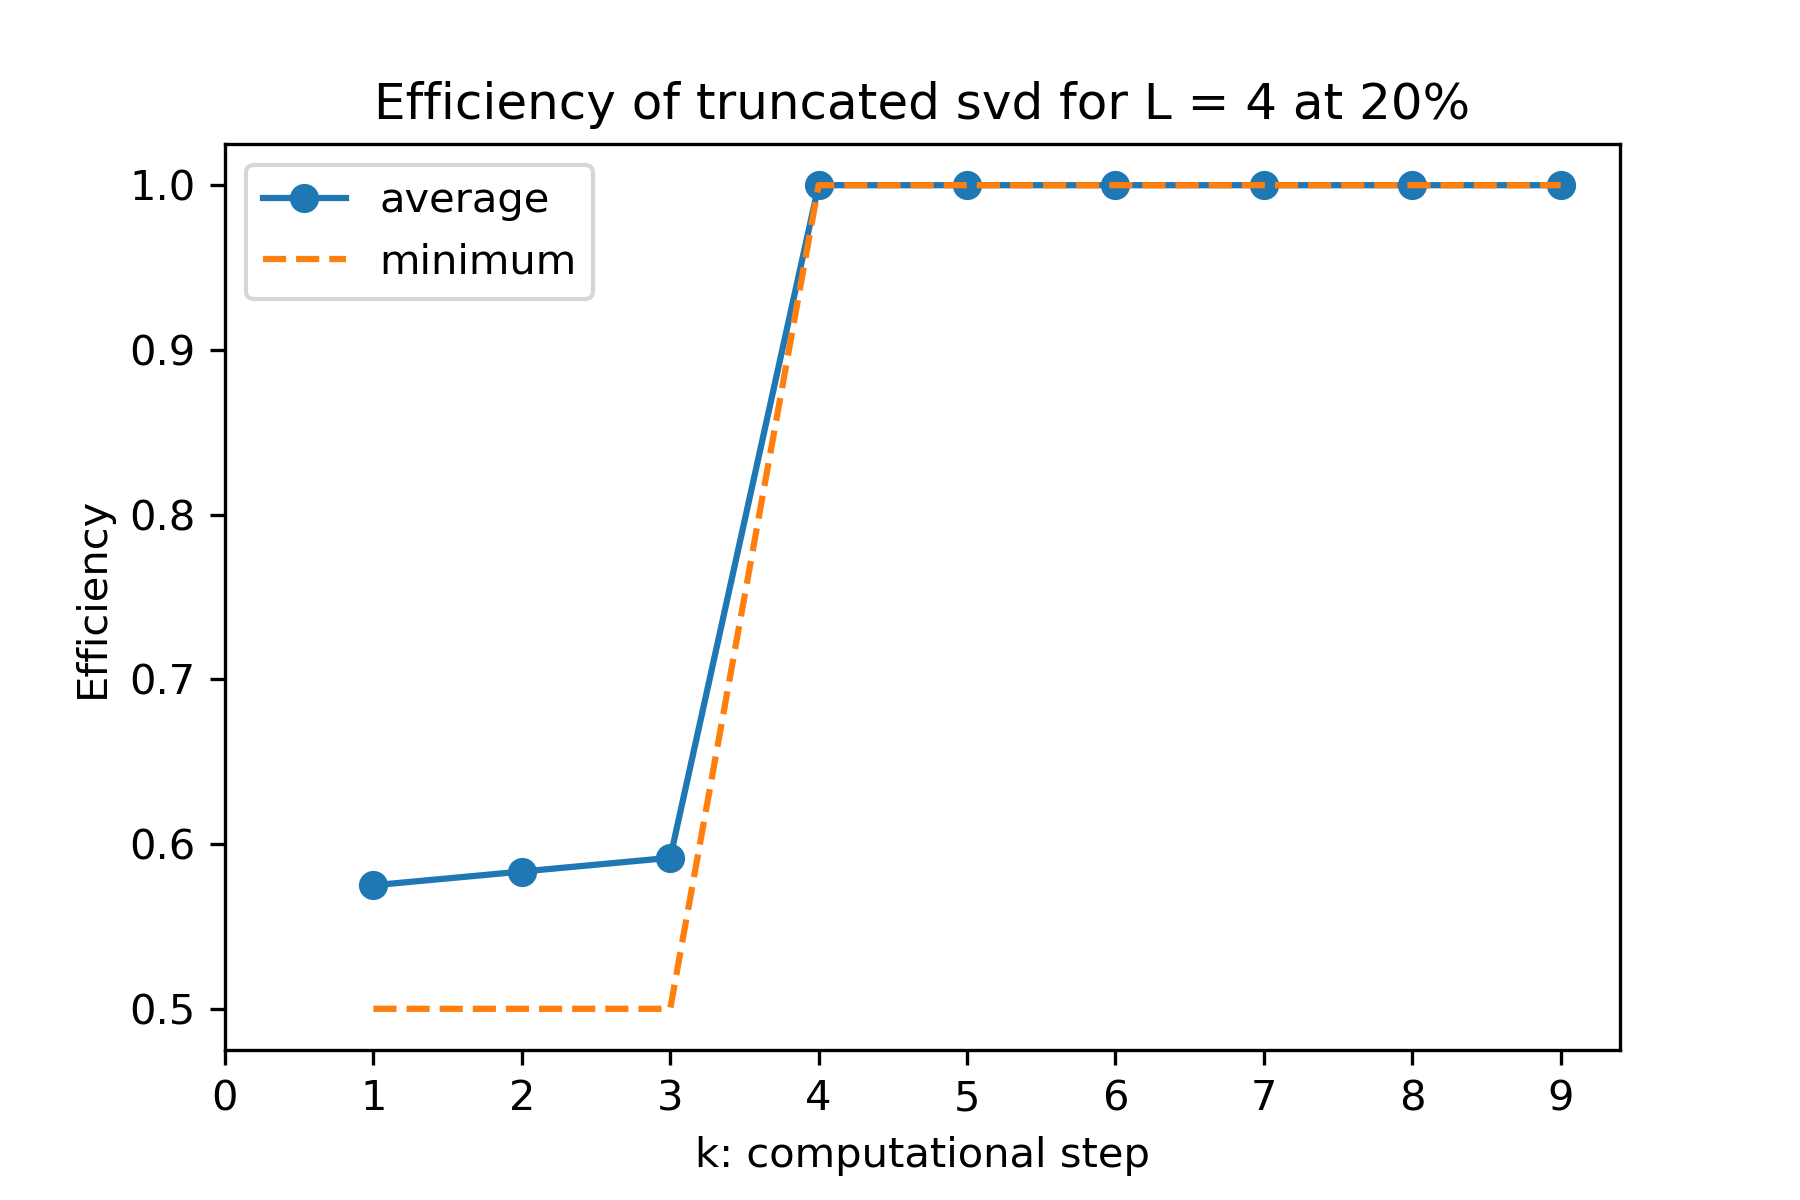 Efficiency of truncated svd for L = 4 at 20%
average
minimum
1.0
0.9
0.8
0.7
0.6
0.5
Efficiency
0 1 2 3 4 5 6 7 8 9
k: computational step